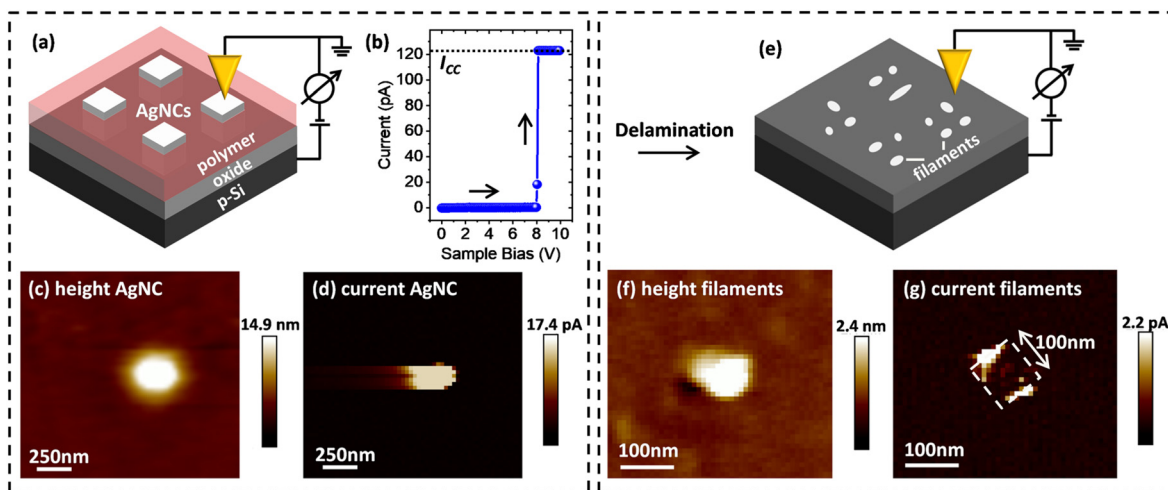 (a)
AgNCs
polymer
oxide
p-Si
(b)
Current (pA)
120
100
80
60
40
20
0
I_CC
0 2 4 6 8 10
Sample Bias (V)
(c) height AgNC
14.9 nm
250nm
(d) current AgNC
17.4 pA
250nm
Delamination
(e)
filaments
(f) height filaments
2.4 nm
100nm
(g) current filaments
2.2 pA
100nm
100nm